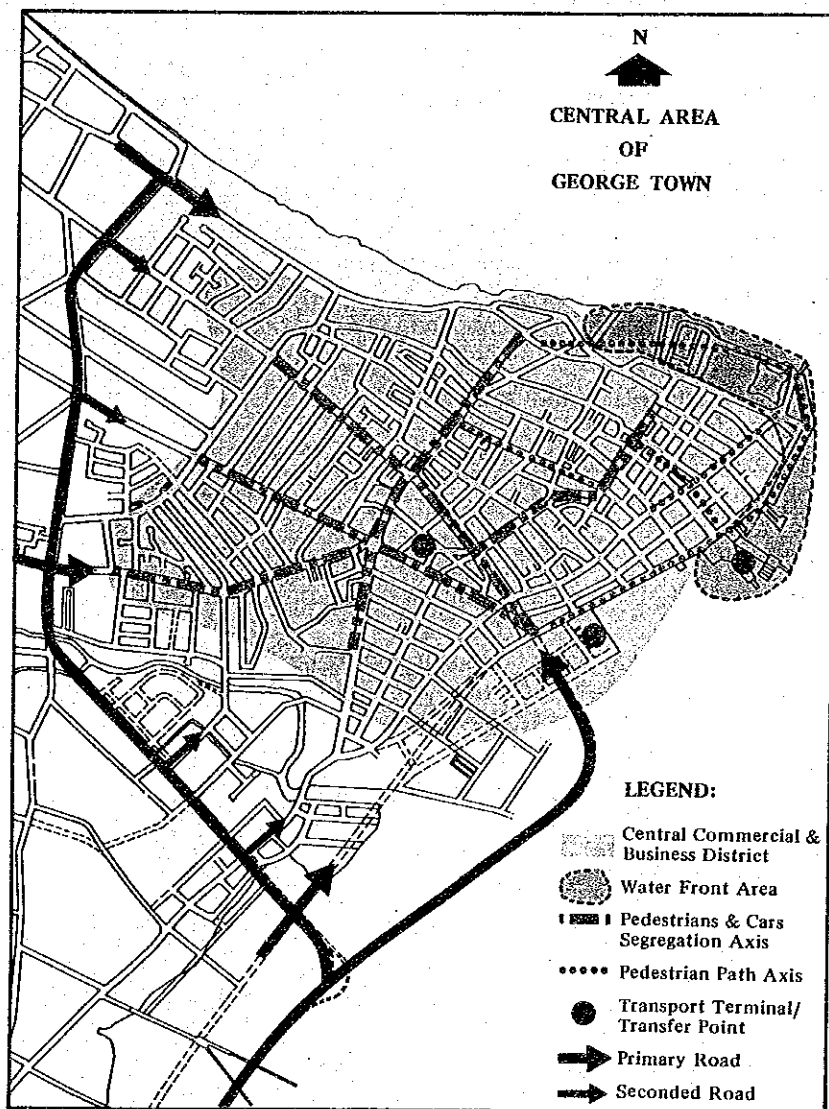 N
CENTRAL AREA
OF
GEORGE TOWN
LEGEND:
Central Commercial &
Business District
Water Front Area
Pedestrians & Cars
Segregation Axis
Pedestrian Path Axis
Transport Terminal/
Transfer Point
Primary Road
Seconded Road